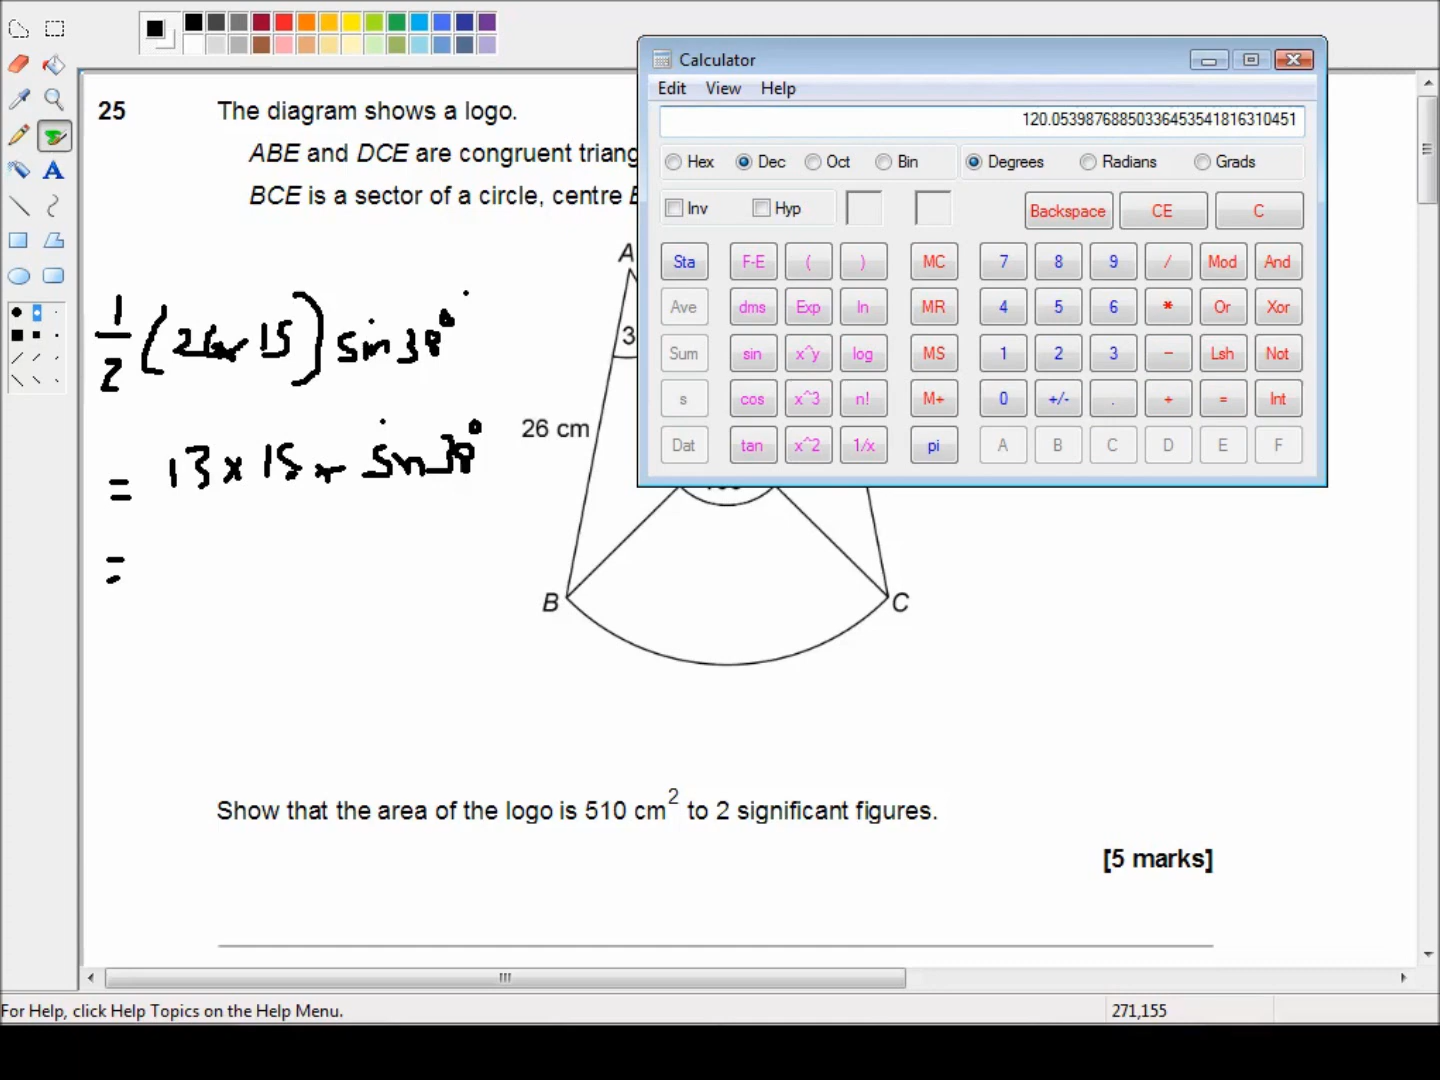 Calculator
Edit View Help
120.05398768850336453541816310451
Hex Dec Oct Bin Degrees Radians Grads
Inv Hyp Backspace CE C
Sta F-E ( ) MC 7 8 9 / Mod And
Ave dms Exp ln MR 4 5 6 * Or Xor
Sum sin x^y log MS 1 2 3 - Lsh Not
s cos x^3 n! M+ 0 +/- . + = Int
Dat tan x^2 1/x pi A B C D E F
25 The diagram shows a logo.
ABE and DCE are congruent triang
BCE is a sector of a circle, centre
A
3
26 cm
B
C
1/2 (26 x 15) sin 38°
= 13 x 15 x sin 38°
=
Show that the area of the logo is 510 cm² to 2 significant figures.
[5 marks]
For Help, click Help Topics on the Help Menu.
271,155